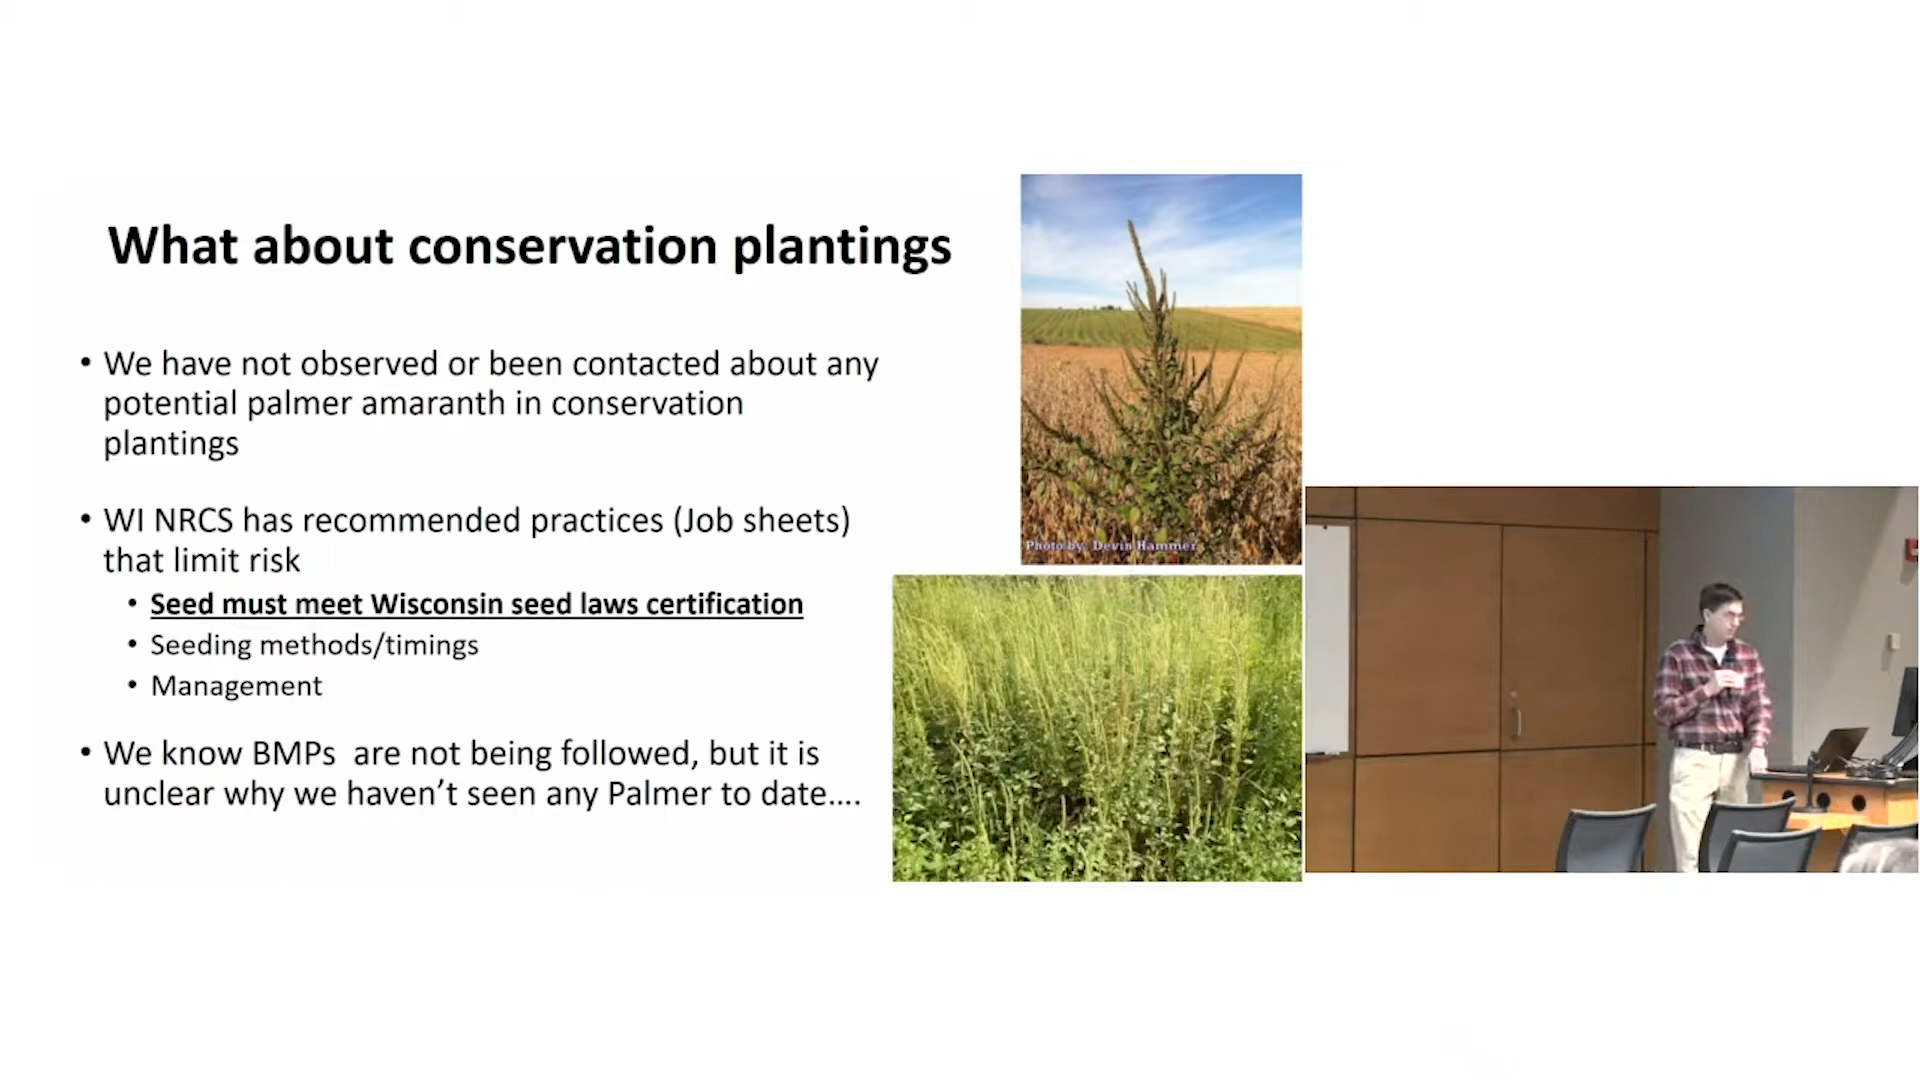 What about conservation plantings
• We have not observed or been contacted about any
potential palmer amaranth in conservation
plantings
• WI NRCS has recommended practices (Job sheets)
that limit risk
• Seed must meet Wisconsin seed laws certification
• Seeding methods/timings
• Management
• We know BMPs  are not being followed, but it is
unclear why we haven't seen any Palmer to date....
Photo by: Devin Hammer